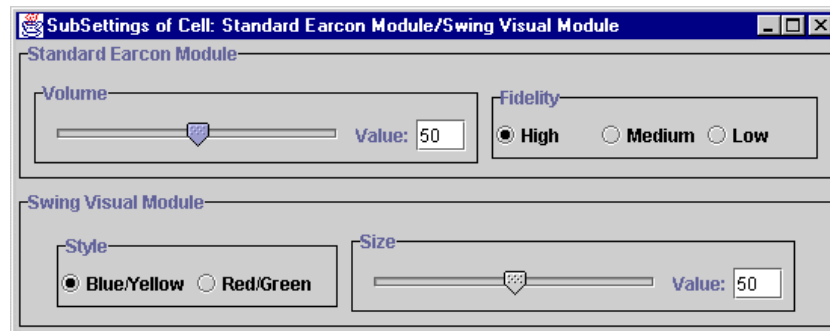 SubSettings of Cell: Standard Earcon Module/Swing Visual Module
Standard Earcon Module
Volume
Value: 50
Fidelity
High Medium Low
Swing Visual Module
Style
Blue/Yellow Red/Green
Size
Value: 50